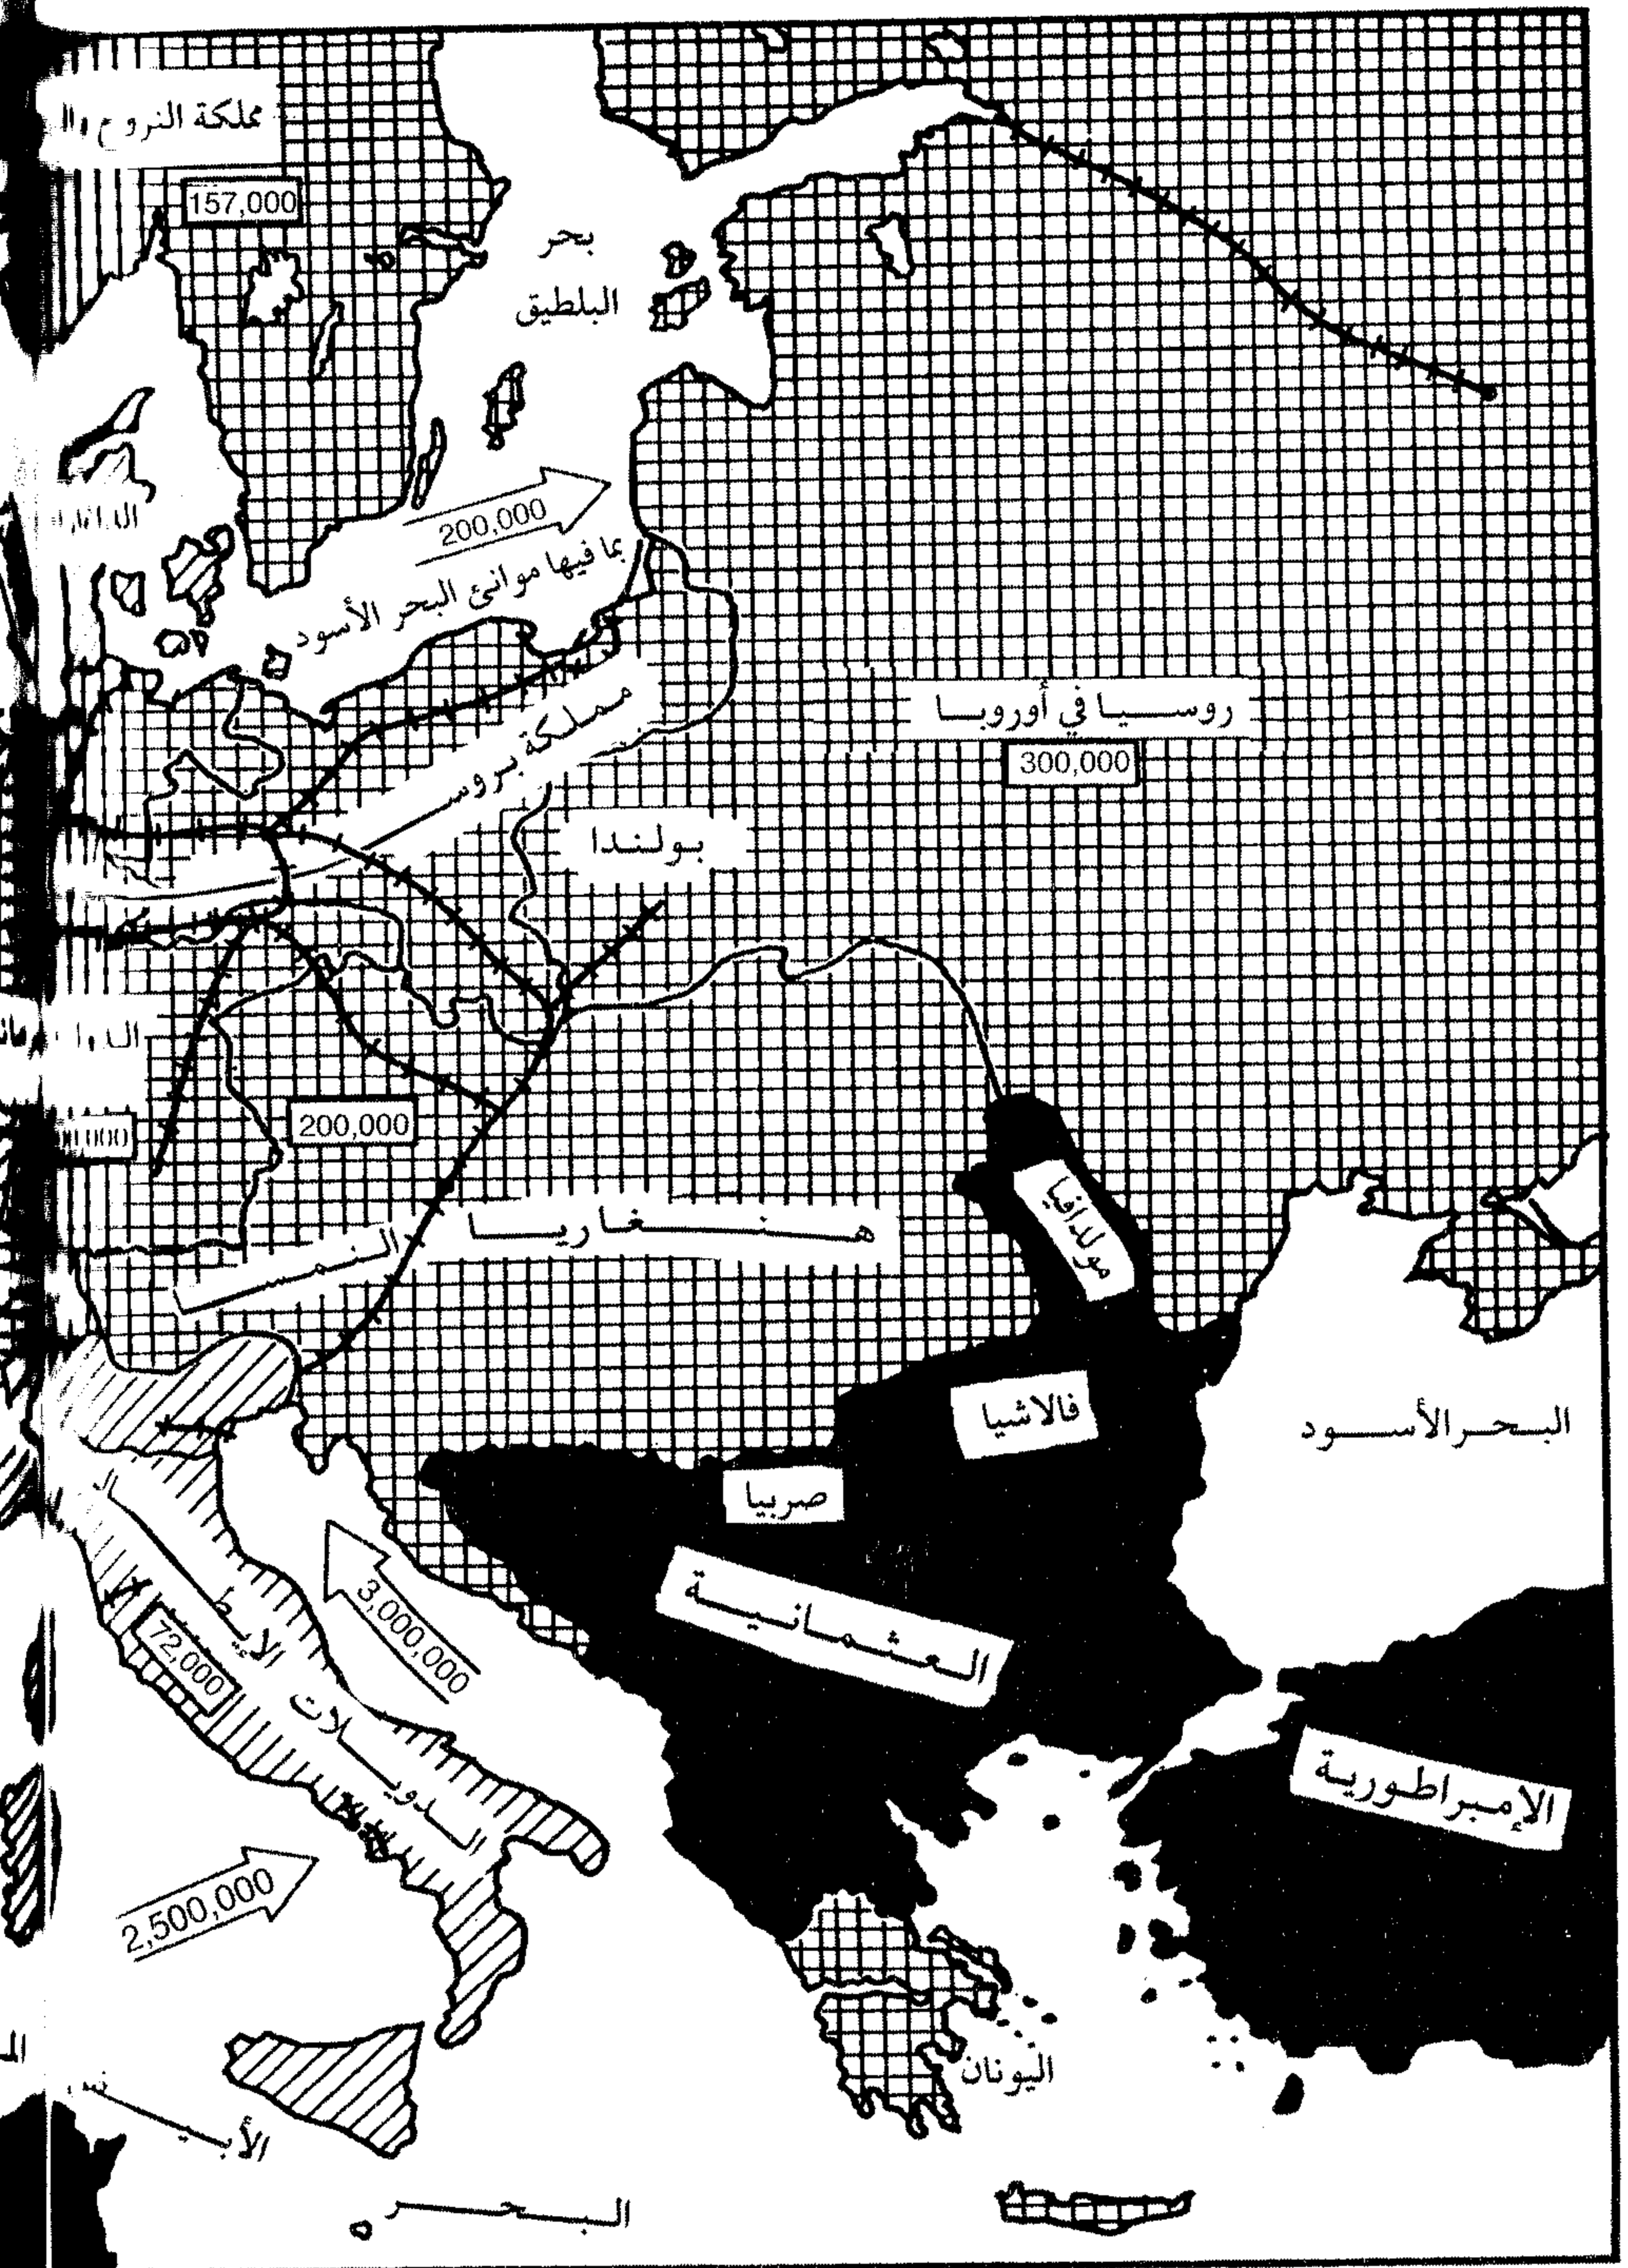 مملكة النروج وال
157,000
بحر
البلطيق
200,000
بما فيها موانئ البحر الأسود
مملكة بروسيا
روسيا في أوروبا
300,000
بولندا
200,000
النمسا
هنغاريا
مولدافيا
فالاشيا
صربيا
البحر الأسود
العثمانية
الإمبراطورية
3,000,000
72,000
الدويلات
الايطا
2,500,000
اليونان
البحر
الأبيض